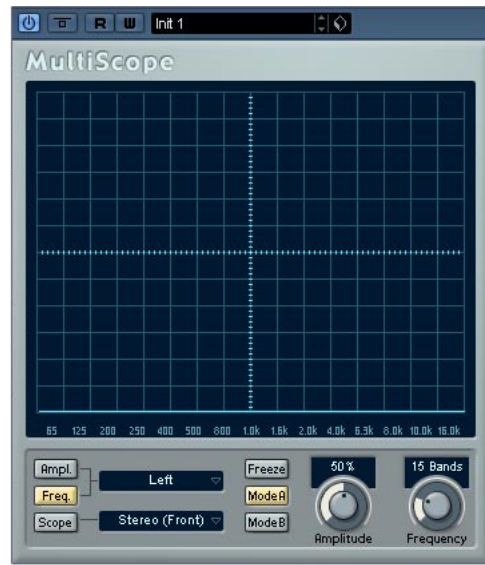 R W Init 1
MultiScope
65 125 200 250 400 500 800 1.0k 1.6k 2.0k 4.0k 6.3k 8.0k 10.0k 16.0k
Ampl. Left Freeze 50% 15 Bands
Freq. Mode A
Scope Stereo (Front) Mode B
Amplitude Frequency